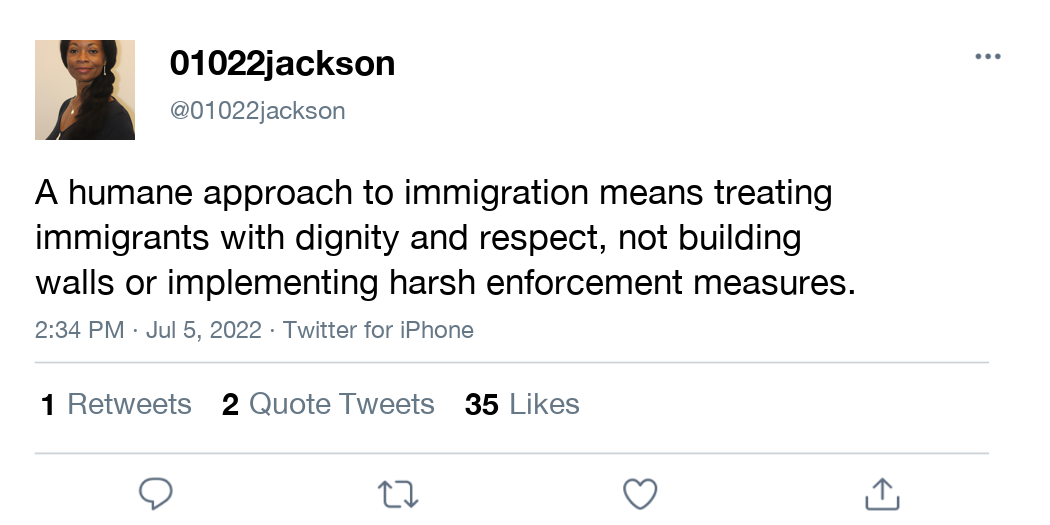 01022jackson
@01022jackson
A humane approach to immigration means treating
immigrants with dignity and respect, not building
walls or implementing harsh enforcement measures.
2:34 PM · Jul 5, 2022 · Twitter for iPhone
1 Retweets 2 Quote Tweets 35 Likes